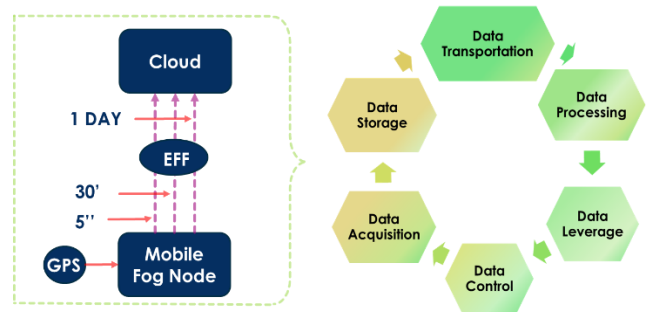 Cloud
1 DAY
EFF
30'
5''
GPS
Mobile
Fog Node
Data
Transportation
Data
Processing
Data
Leverage
Data
Control
Data
Acquisition
Data
Storage